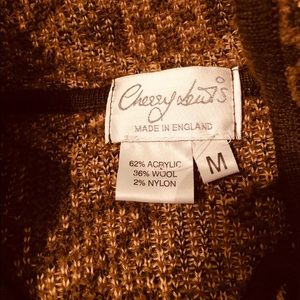 Cherry Lewis
MADE IN ENGLAND
62% ACRYLIC
36% WOOL
2% NYLON
M